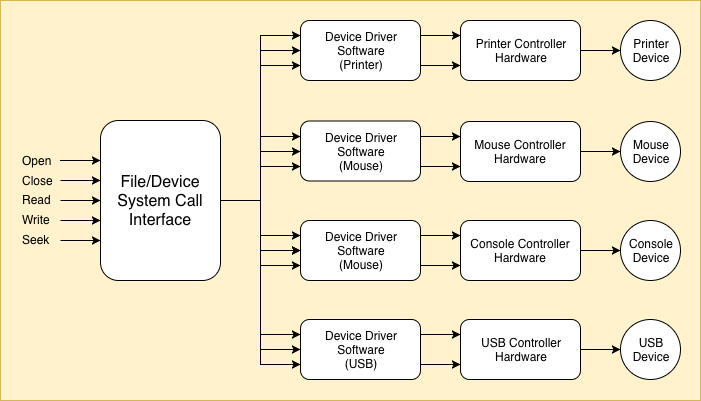 Open
Close
Read
Write
Seek
File/Device
System Call
Interface
Device Driver
Software
(Printer)
Printer Controller
Hardware
Printer
Device
Device Driver
Software
(Mouse)
Mouse Controller
Hardware
Mouse
Device
Device Driver
Software
(Mouse)
Console Controller
Hardware
Console
Device
Device Driver
Software
(USB)
USB Controller
Hardware
USB
Device